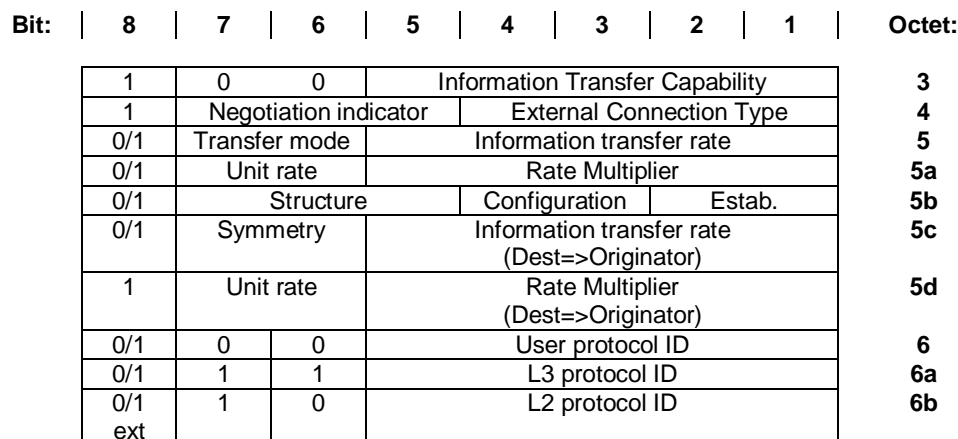 Bit: 8 7 6 5 4 3 2 1 Octet:
1 0 0 Information Transfer Capability 3
1 Negotiation indicator External Connection Type 4
0/1 Transfer mode Information transfer rate 5
0/1 Unit rate Rate Multiplier 5a
0/1 Structure Configuration Estab. 5b
0/1 Symmetry Information transfer rate 5c
(Dest=>Originator)
1 Unit rate Rate Multiplier 5d
(Dest=>Originator)
0/1 0 0 User protocol ID 6
0/1 1 1 L3 protocol ID 6a
0/1 1 0 L2 protocol ID 6b
ext